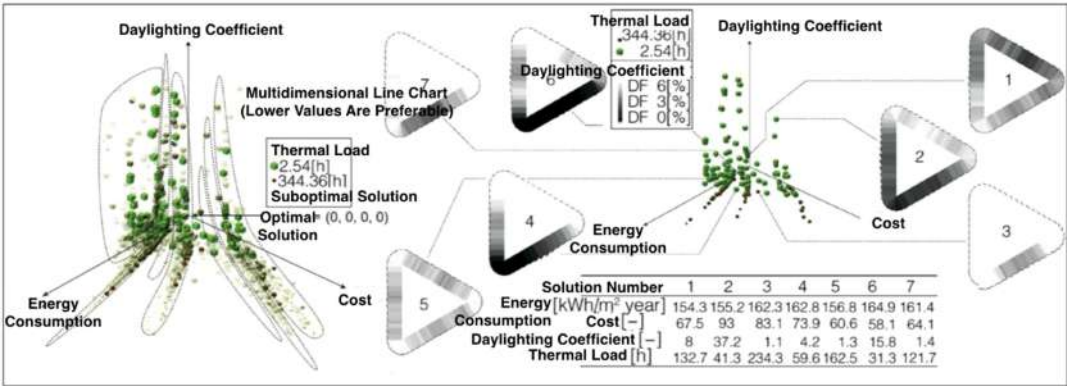 Daylighting Coefficient
Multidimensional Line Chart
(Lower Values Are Preferable)
Thermal Load
2.54[h]
344.36[h]
Suboptimal Solution
Optimal = (0, 0, 0, 0)
Solution
Energy
Consumption
Cost
7
6
Thermal Load
344.36[h]
2.54[h]
Daylighting Coefficient
DF 6[%]
DF 3[%]
DF 0[%]
Daylighting Coefficient
1
2
3
4
5
Energy
Consumption
Cost
Solution Number 1 2 3 4 5 6 7
Energy [kWh/m² year] 154.3 155.2 162.3 162.8 156.8 164.9 161.4
Consumption
Cost [−] 67.5 93 83.1 73.9 60.6 58.1 64.1
Daylighting Coefficient [−] 8 37.2 1.1 4.2 1.3 15.8 1.4
Thermal Load [h] 132.7 41.3 234.3 59.6 162.5 31.3 121.7